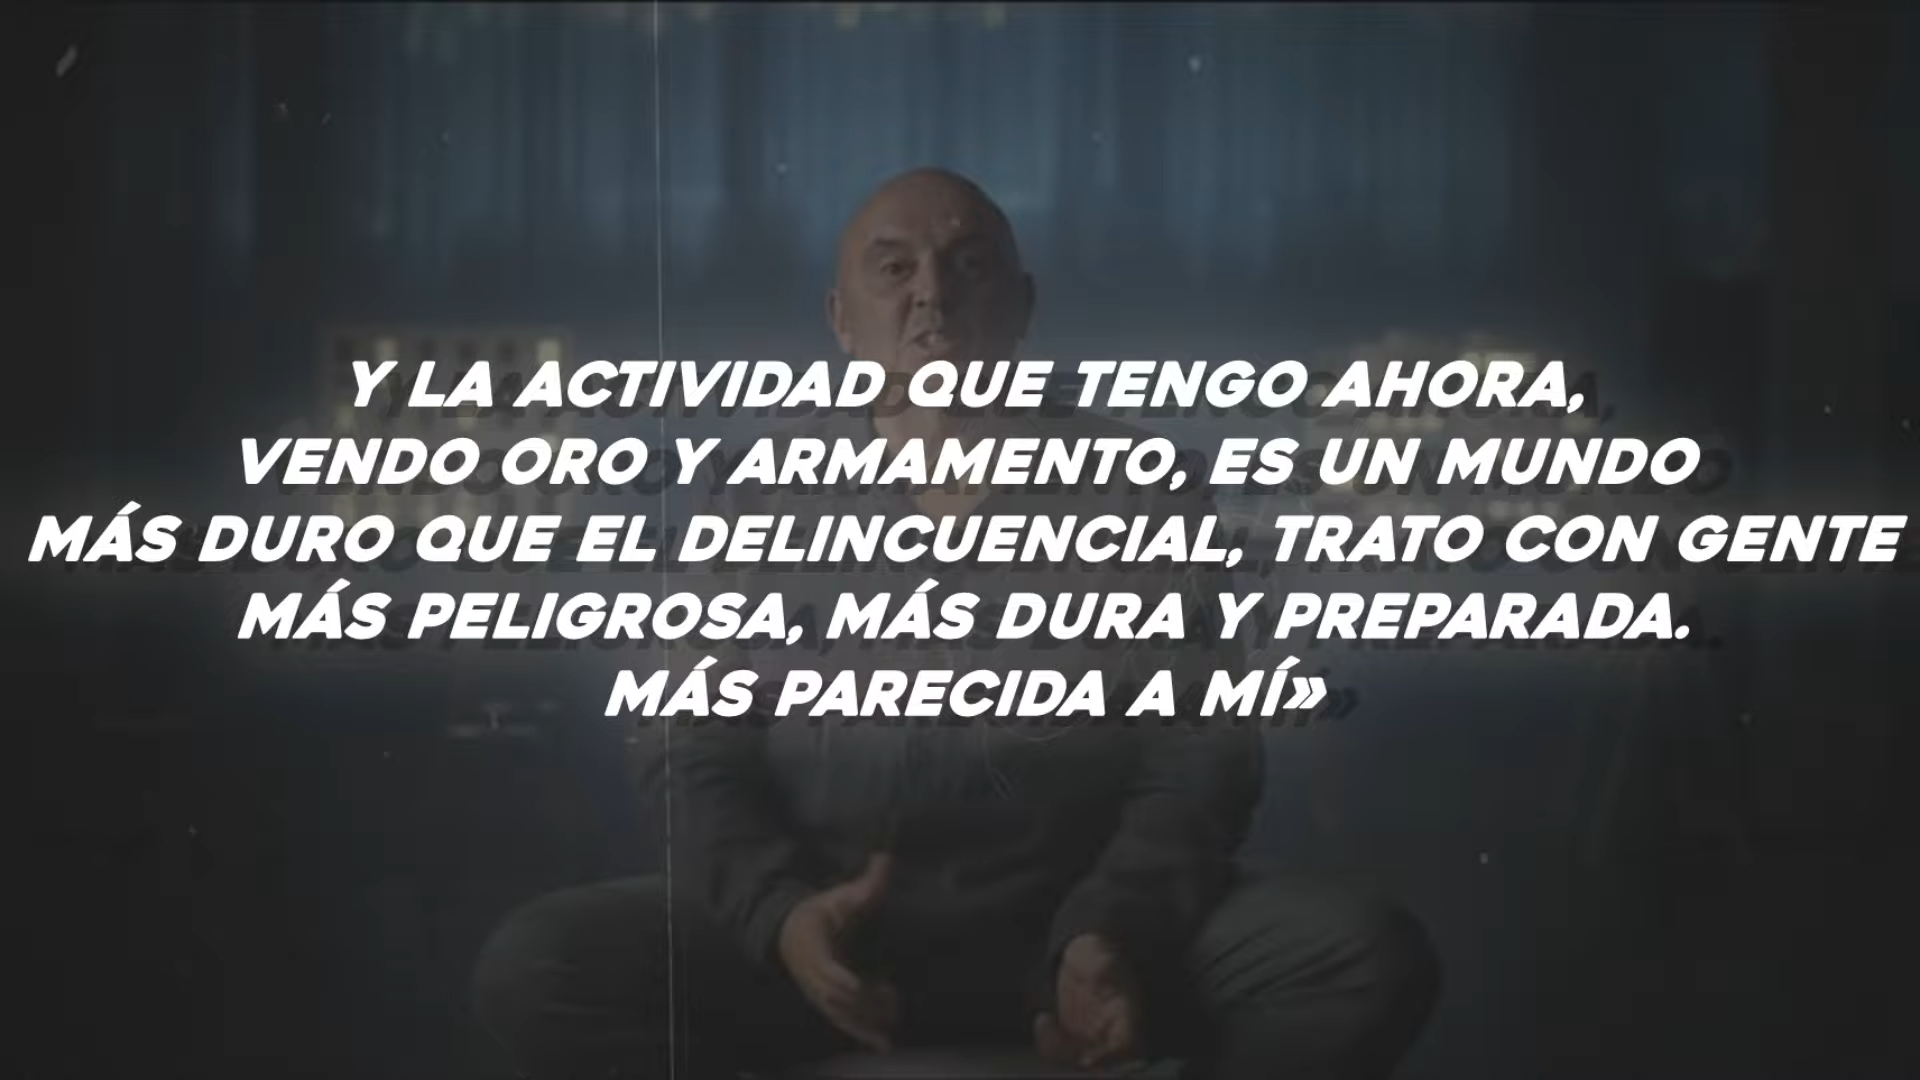 Y LA ACTIVIDAD QUE TENGO AHORA,
VENDO ORO Y ARMAMENTO, ES UN MUNDO
MÁS DURO QUE EL DELINCUENCIAL, TRATO CON GENTE
MÁS PELIGROSA, MÁS DURA Y PREPARADA.
MÁS PARECIDA A MÍ»